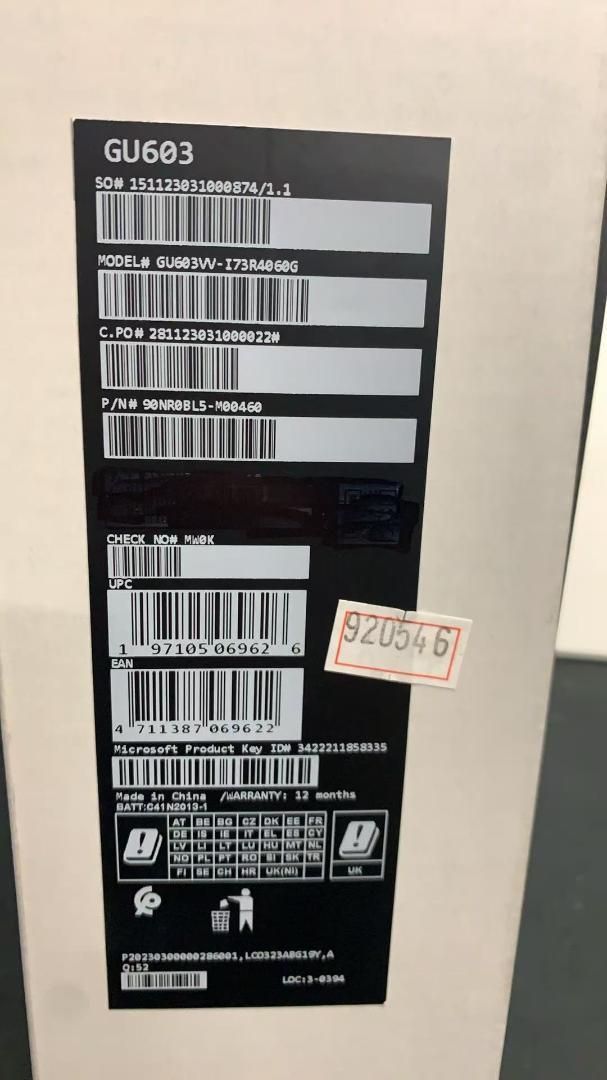 GU603
SO# 151123031000874/1.1
MODEL# GU603VV-I73R4060G
C.PO# 281123031000022#
P/N# 90NR0BL5-M00460
CHECK NO# MW0K
UPC
1 97105 06962 6
920546
EAN
4 711387 069622
Microsoft Product Key ID# 3422211858335
Made in China /WARRANTY: 12 months
BATT:C41N2013-1
AT BE BG CZ DK EE FR
DE IS IE IT EL ES CY
LV LI LT LU HU MT NL
NO PL PT RO SI SK TR
FI SE CH HR UK(NI)
UK
P20230300000286001,LCO323ABG19Y,A
Q:52
LOC:3-0394